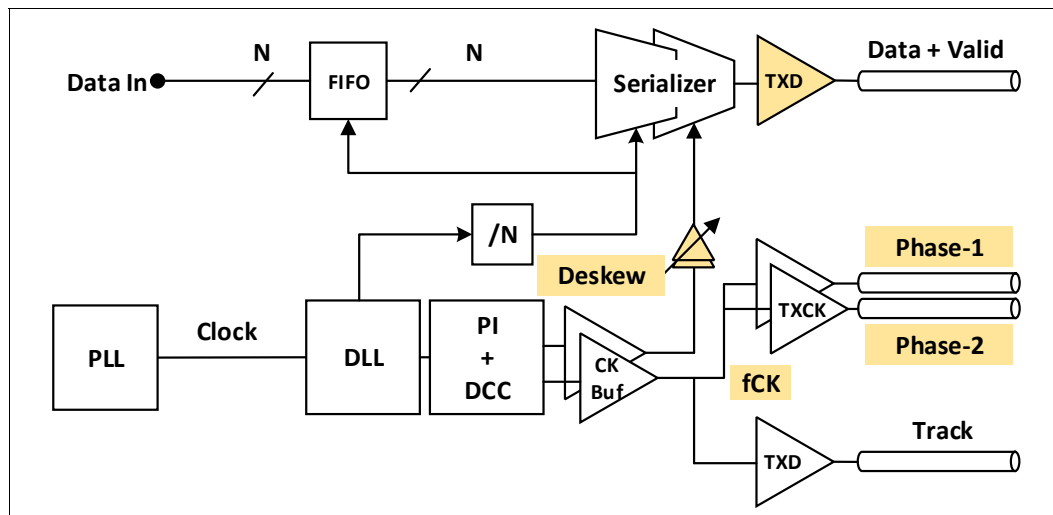 N
N
Data + Valid
Data In
FIFO
Serializer
TXD
/N
Deskew
Phase-1
TXCK
Phase-2
PLL
Clock
DLL
PI
+
DCC
CK
Buf
fCK
Track
TXD